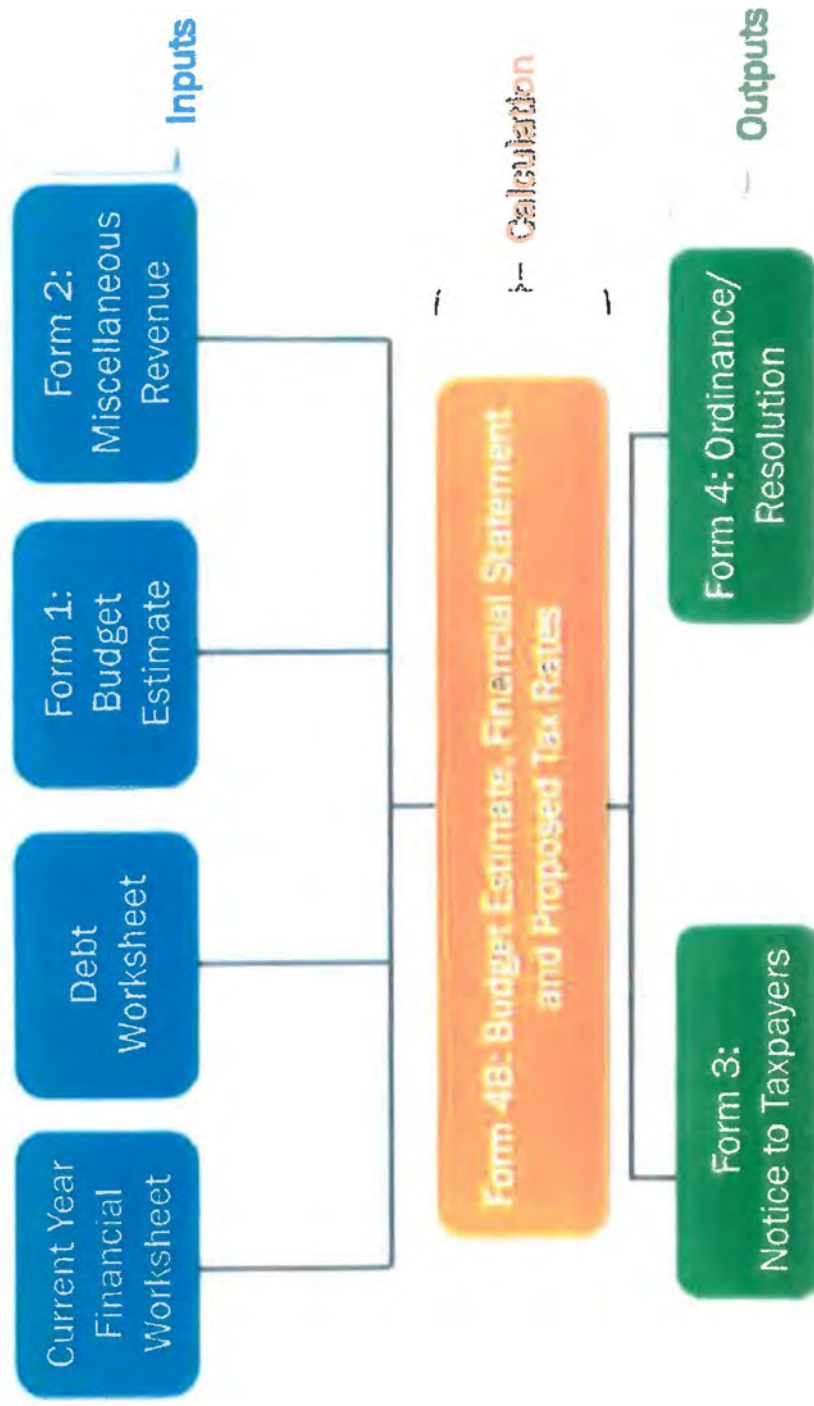 Current Year
Financial
Worksheet
Debt
Worksheet
Form 1:
Budget
Estimate
Form 2:
Miscellaneous
Revenue
Inputs
Form 4B: Budget Estimate, Financial Statement
and Proposed Tax Rates
Calculation
Form 3:
Notice to Taxpayers
Form 4: Ordinance/
Resolution
Outputs